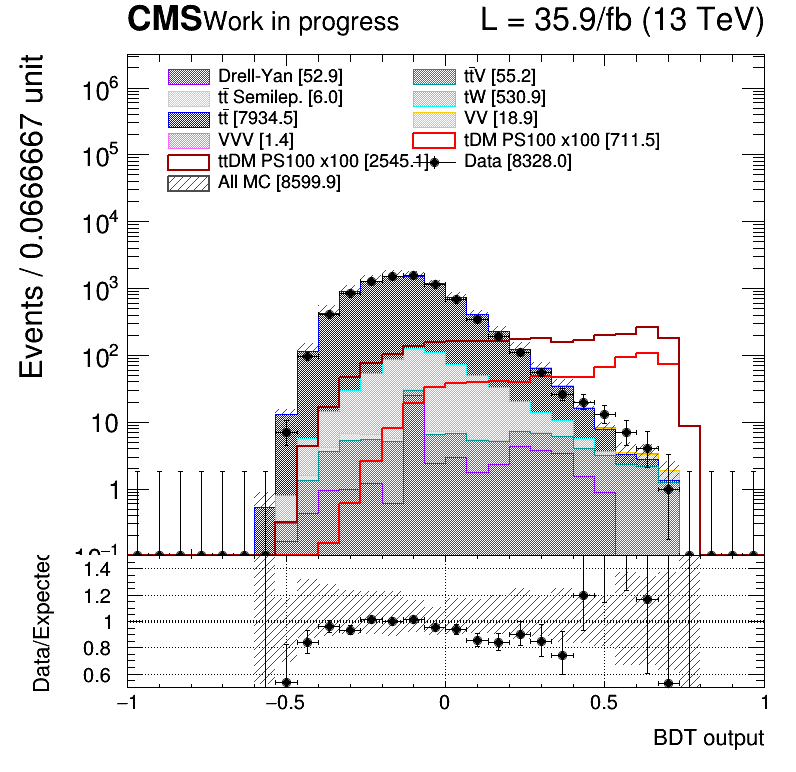 CMS Work in progress L = 35.9/fb (13 TeV)
Events / 0.0666667 unit
Drell-Yan [52.9] tt̄V [55.2]
tt̄ Semilep. [6.0] tW [530.9]
tt̄ [7934.5] VV [18.9]
VVV [1.4] tDM PS100 x100 [711.5]
ttDM PS100 x100 [2545.1] Data [8328.0]
All MC [8599.9]
10⁶
10⁵
10⁴
10³
10²
10
1
10⁻¹
Data/Expected
1.4
1.2
1
0.8
0.6
−1 −0.5 0 0.5 1
BDT output